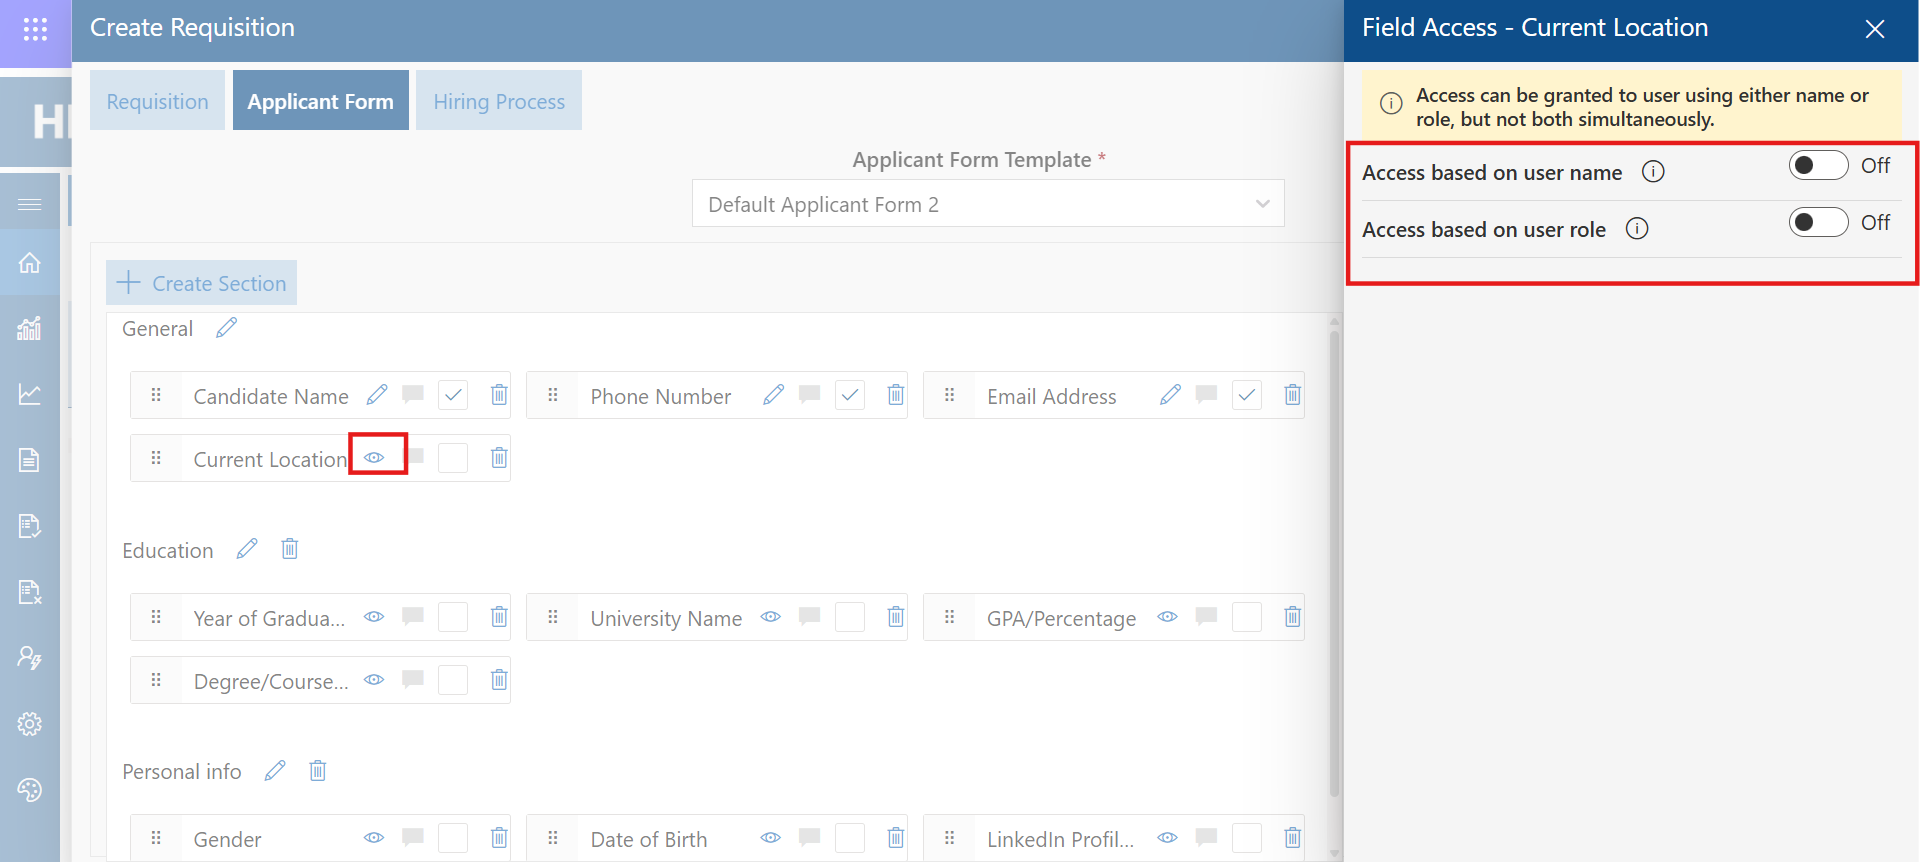 Create Requisition
Field Access - Current Location
Requisition
Applicant Form
Hiring Process
Access can be granted to user using either name or
role, but not both simultaneously.
Applicant Form Template *
Access based on user name
Off
Default Applicant Form 2
Access based on user role
Off
Create Section
General
Candidate Name
Phone Number
Email Address
Current Location
Education
Year of Gradua...
University Name
GPA/Percentage
Degree/Course...
Personal info
Gender
Date of Birth
LinkedIn Profil...